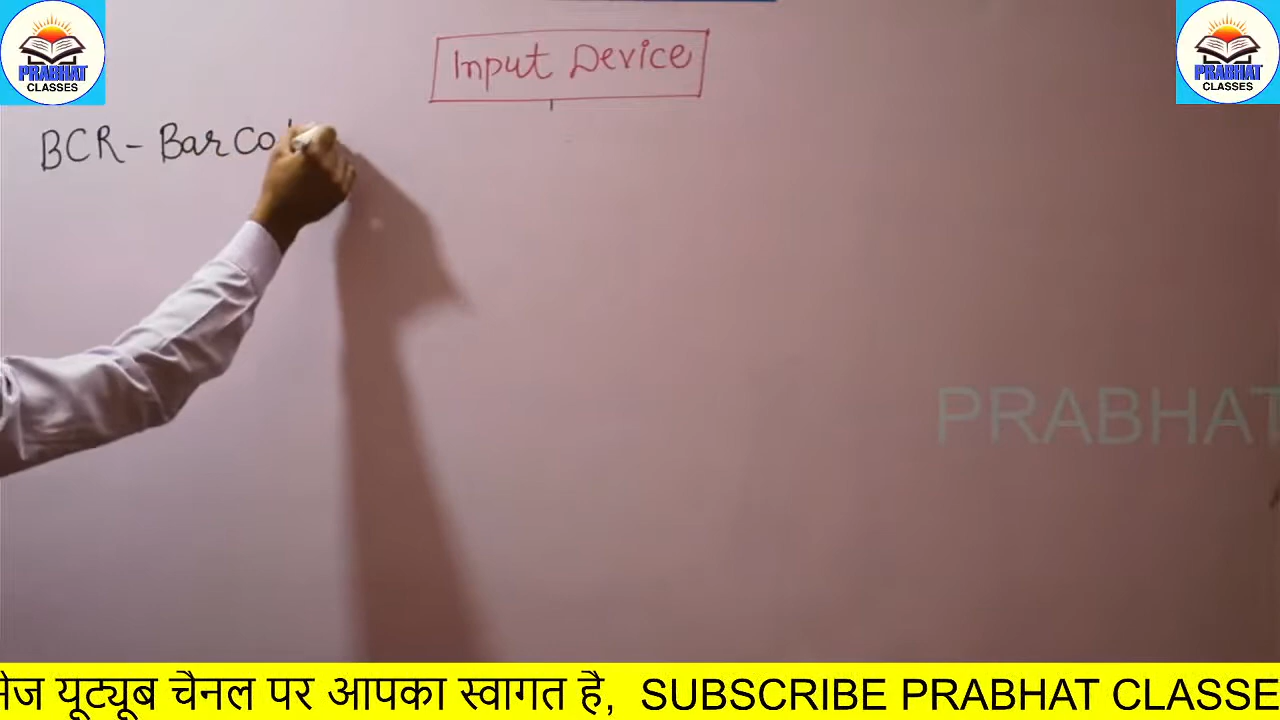 PRABHAT
CLASSES
Input Device
PRABHAT
CLASSES
BCR - Bar Co
PRABHAT
यूट्यूब चैनल पर आपका स्वागत है, SUBSCRIBE PRABHAT CLASSE